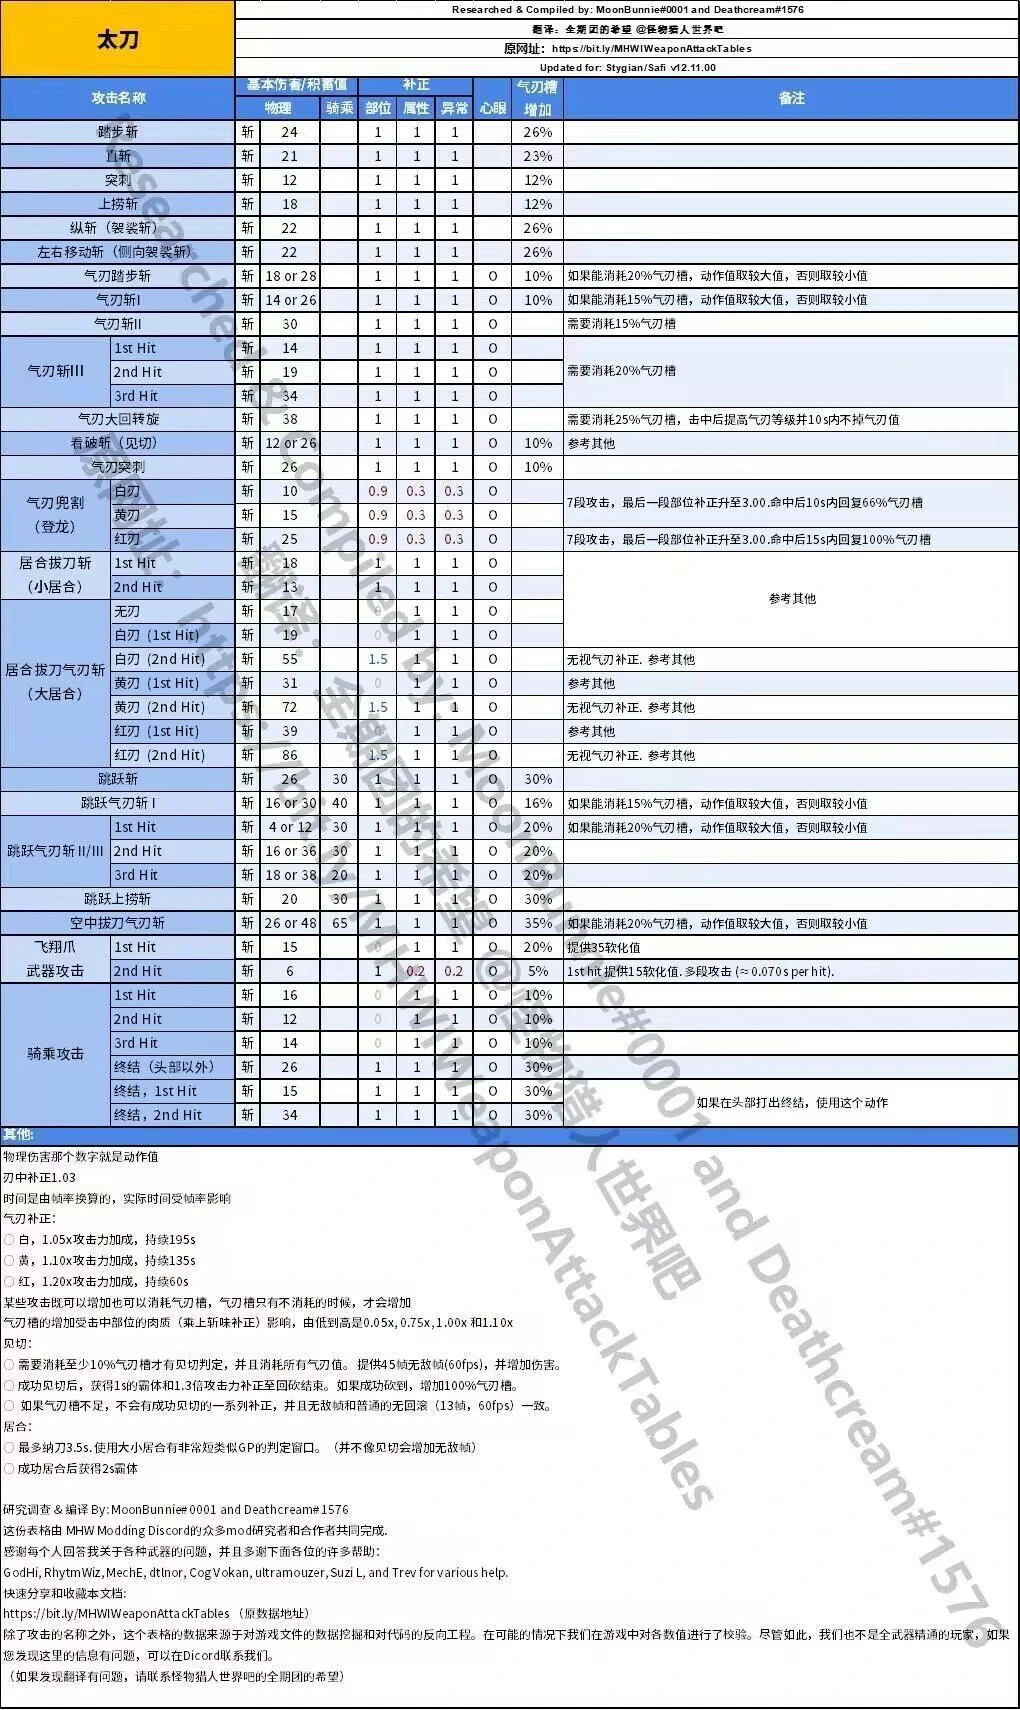 太刀
Researched & Compiled by: MoonBunnie#0001 and Deathcream#1576
翻译：全期团的希望 @怪物猎人世界吧
原网址：https://bit.ly/MHWIWeaponAttackTables
Updated for: Stygian/Safi v12.11.00
攻击名称 基本伤害/积蓄值 补正 气刃槽增加 备注
物理 骑乘 部位 属性 异常 心眼
踏步斩 斩 24 1 1 1 26%
直斩 斩 21 1 1 1 23%
突刺 斩 12 1 1 1 12%
上捞斩 斩 18 1 1 1 12%
纵斩（袈裟斩） 斩 22 1 1 1 26%
左右移动斩（侧向袈裟斩） 斩 22 1 1 1 26%
气刃踏步斩 斩 18 or 28 1 1 1 O 10% 如果能消耗20%气刃槽，动作值取较大值，否则取较小值
气刃斩I 斩 14 or 26 1 1 1 O 10% 如果能消耗15%气刃槽，动作值取较大值，否则取较小值
气刃斩II 斩 30 1 1 1 O 需要消耗15%气刃槽
气刃斩III 1st Hit 斩 14 1 1 1 O 需要消耗20%气刃槽
2nd Hit 斩 19 1 1 1 O
3rd Hit 斩 34 1 1 1 O
气刃大回转旋 斩 38 1 1 1 O 需要消耗25%气刃槽，击中后提高气刃等级并10s内不掉气刃值
看破斩（见切） 斩 12 or 26 1 1 1 O 10% 参考其他
气刃突刺 斩 26 1 1 1 O 10%
气刃兜割（登龙） 白刃 斩 10 0.9 0.3 0.3 O 7段攻击，最后一段部位补正升至3.00.命中后10s内回复66%气刃槽
黄刃 斩 15 0.9 0.3 0.3 O
红刃 斩 25 0.9 0.3 0.3 O 7段攻击，最后一段部位补正升至3.00.命中后15s内回复100%气刃槽
居合拔刀斩（小居合） 1st Hit 斩 18 1 1 1 O 参考其他
2nd Hit 斩 13 1 1 1 O
居合拔刀气刃斩（大居合） 无刃 斩 17 0 1 1 O
白刃 (1st Hit) 斩 19 0 1 1 O
白刃 (2nd Hit) 斩 55 1.5 1 1 O 无视气刃补正. 参考其他
黄刃 (1st Hit) 斩 31 0 1 1 O 参考其他
黄刃 (2nd Hit) 斩 72 1.5 1 1 O 无视气刃补正. 参考其他
红刃 (1st Hit) 斩 39 0 1 1 O 参考其他
红刃 (2nd Hit) 斩 86 1.5 1 1 O 无视气刃补正. 参考其他
跳跃斩 斩 26 30 1 1 1 O 30%
跳跃气刃斩 I 斩 16 or 30 40 1 1 1 O 16% 如果能消耗15%气刃槽，动作值取较大值，否则取较小值
跳跃气刃斩 II/III 1st Hit 斩 4 or 12 30 1 1 1 O 20% 如果能消耗20%气刃槽，动作值取较大值，否则取较小值
2nd Hit 斩 16 or 36 30 1 1 1 O 20%
3rd Hit 斩 18 or 38 20 1 1 1 O 20%
跳跃上捞斩 斩 20 30 1 1 1 O 30%
空中拔刀气刃斩 斩 26 or 48 65 1 1 1 O 35% 如果能消耗20%气刃槽，动作值取较大值，否则取较小值
飞翔爪武器攻击 1st Hit 斩 15 0 1 1 O 20% 提供35软化值
2nd Hit 斩 6 1 0.2 0.2 O 5% 1st hit 提供15软化值. 多段攻击 (≈ 0.070s per hit).
骑乘攻击 1st Hit 斩 16 0 1 1 O 10%
2nd Hit 斩 12 0 1 1 O 10%
3rd Hit 斩 14 0 1 1 O 10%
终结（头部以外） 斩 26 1 1 1 O 30%
终结，1st Hit 斩 15 1 1 1 O 30% 如果在头部打出终结，使用这个动作
终结，2nd Hit 斩 34 1 1 1 O 30%
其他:
物理伤害那个数字就是动作值
刃中补正1.03
时间是由帧率换算的，实际时间受帧率影响
气刃补正：
○ 白，1.05x攻击力加成，持续195s
○ 黄，1.10x攻击力加成，持续135s
○ 红，1.20x攻击力加成，持续60s
某些攻击既可以增加也可以消耗气刃槽，气刃槽只有不消耗的时候，才会增加
气刃槽的增加受击中部位的肉质（乘上斩味补正）影响，由低到高是0.05x, 0.75x, 1.00x 和1.10x
见切：
○ 需要消耗至少10%气刃槽才有见切判定，并且消耗所有气刃值。 提供45帧无敌帧(60fps)，并增加伤害。
○ 成功见切后，获得1s的霸体和1.3倍攻击力补正至回砍结束。如果成功砍到，增加100%气刃槽。
○ 如果气刃槽不足，不会有成功见切的一系列补正，并且无敌帧和普通的无回滚（13帧，60fps）一致。
居合：
○ 最多纳刀3.5s. 使用大小居合有非常短类似GP的判定窗口。（并不像见切会增加无敌帧）
○ 成功居合后获得2s霸体
研究调查 & 编译 By: MoonBunnie#0001 and Deathcream#1576
这份表格由 MHW Modding Discord的众多mod研究者和合作者共同完成.
感谢每个人回答我关于各种武器的问题，并且多谢下面各位的许多帮助:
GodHi, RhytmWiz, MechE, dtlnor, CogVokan, ultramouzer, Suzi L, and Trev for various help.
快速分享和收藏本文档:
https://bit.ly/MHWIWeaponAttackTables （原数据地址）
除了攻击的名称之外，这个表格的数据来源于对游戏文件的数据挖掘和对代码的反向工程。在可能的情况下我们在游戏中对各数值进行了校验。尽管如此，我们也不是全武器精通的玩家，如果
您发现这里的信息有问题，可以在Dicord联系我们。
（如果发现翻译有问题，请联系怪物猎人世界吧的全期团的希望）
Researched & Compiled by: MoonBunnie#0001 and Deathcream#1576
翻译：全期团的希望 @怪物猎人世界吧
原网址：https://bit.ly/MHWIWeaponAttackTables